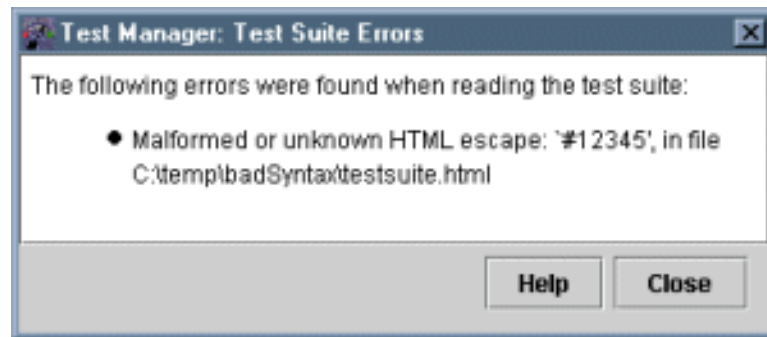 Test Manager: Test Suite Errors
The following errors were found when reading the test suite:
● Malformed or unknown HTML escape: `#12345', in file
C:\temp\badSyntax\testsuite.html
Help Close